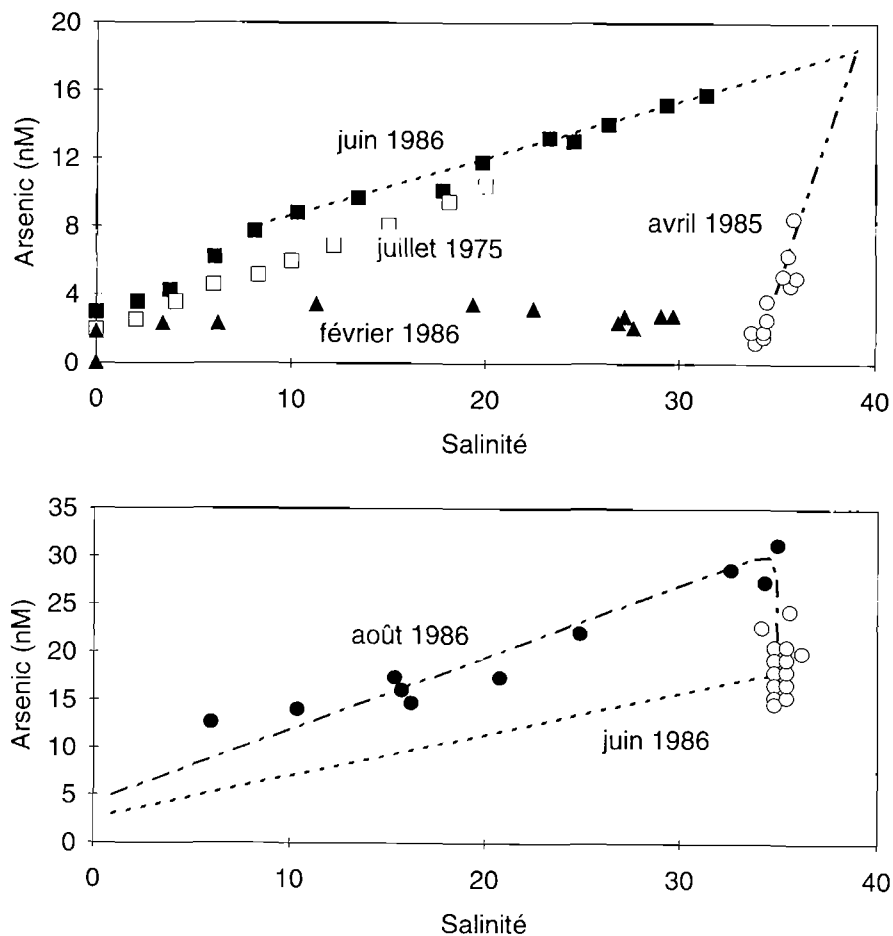 20
16
12
8
4
0
Arsenic (nM)
juin 1986
juillet 1975
février 1986
avril 1985
0 10 20 30 40
Salinité
35
30
25
20
15
10
5
0
Arsenic (nM)
août 1986
juin 1986
0 10 20 30 40
Salinité